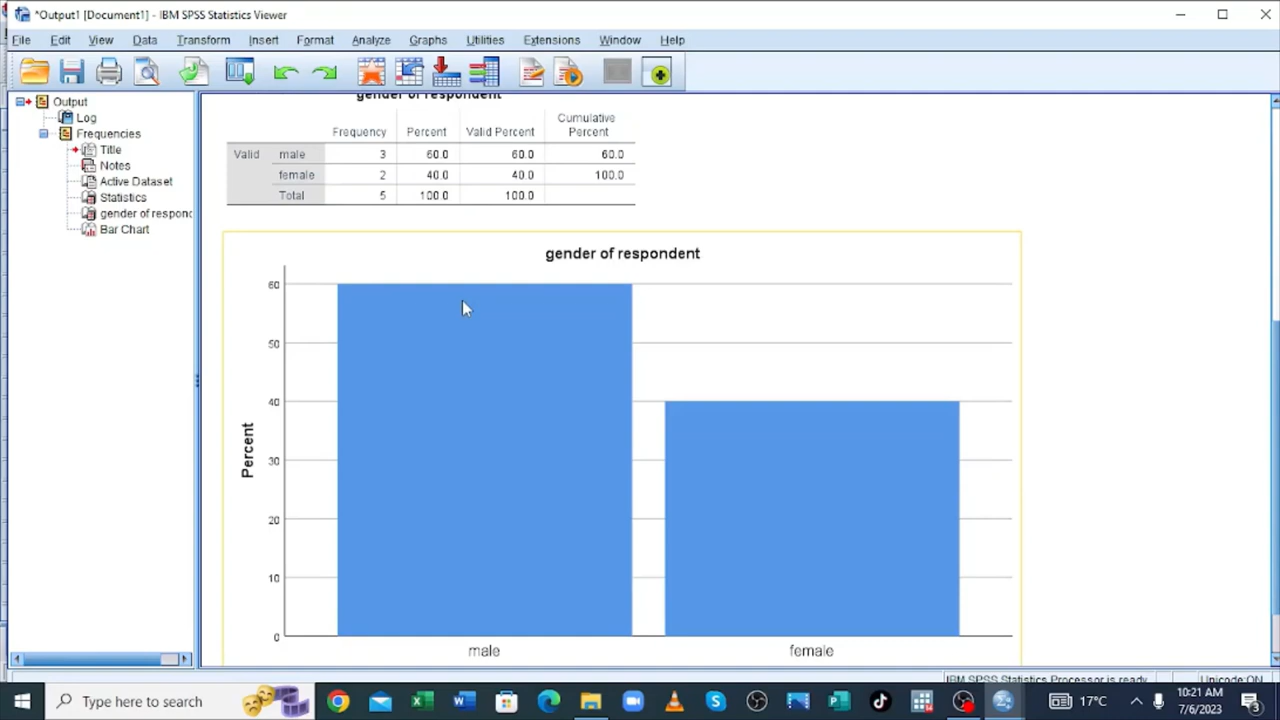 *Output1 [Document1] - IBM SPSS Statistics Viewer
File Edit View Data Transform Insert Format Analyze Graphs Utilities Extensions Window Help
Output
Log
Frequencies
Title
Notes
Active Dataset
Statistics
gender of respond
Bar Chart
gender of respondent
Frequency Percent Valid Percent Cumulative Percent
Valid male 3 60.0 60.0 60.0
female 2 40.0 40.0 100.0
Total 5 100.0 100.0
gender of respondent
60
50
40
30
20
10
0
Percent
male female
IBM SPSS Statistics Processor is ready Unicode:ON
Type here to search
17°C
10:21 AM
7/6/2023
3